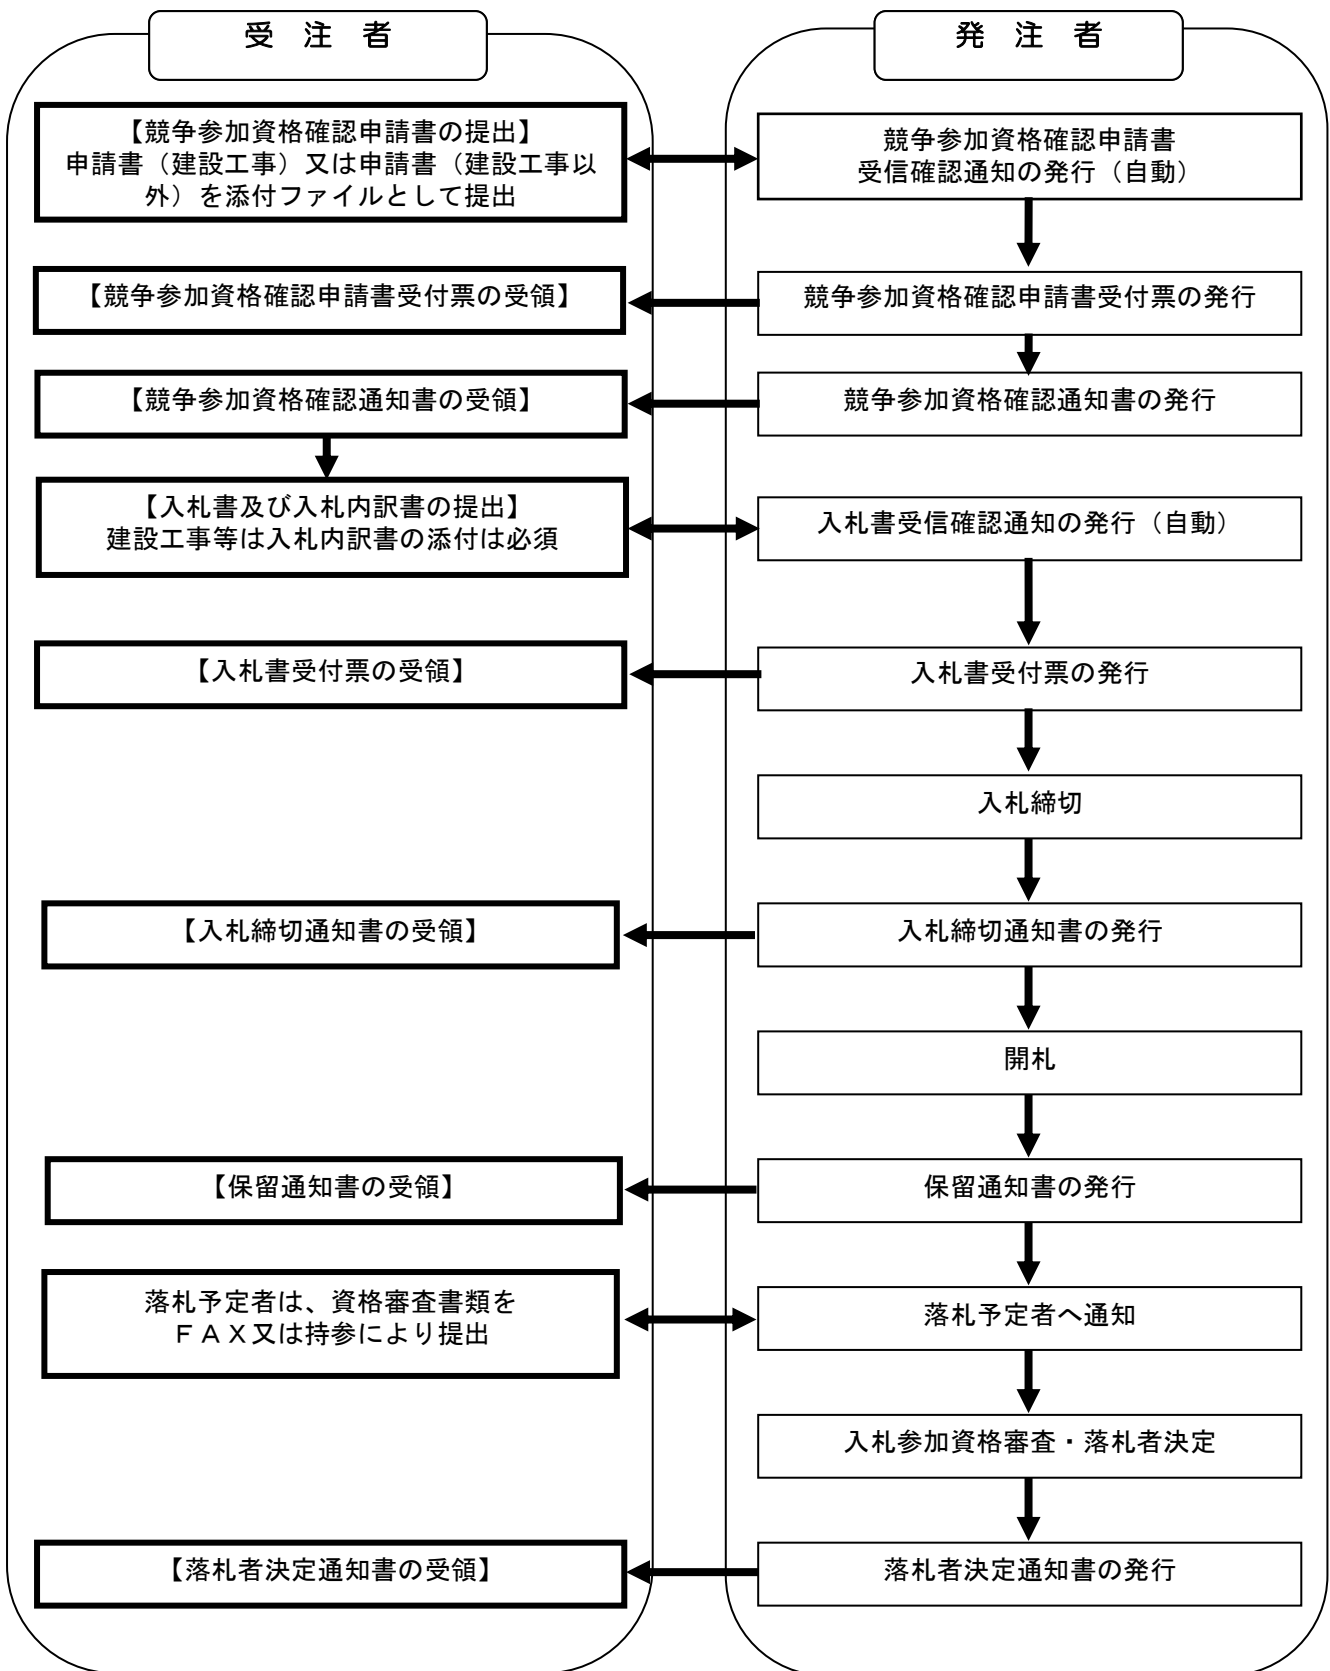 受 注 者
発 注 者
【競争参加資格確認申請書の提出】
申請書（建設工事）又は申請書（建設工事以
外）を添付ファイルとして提出
競争参加資格確認申請書
受信確認通知の発行（自動）
【競争参加資格確認申請書受付票の受領】
競争参加資格確認申請書受付票の発行
【競争参加資格確認通知書の受領】
競争参加資格確認通知書の発行
【入札書及び入札内訳書の提出】
建設工事等は入札内訳書の添付は必須
入札書受信確認通知の発行（自動）
【入札書受付票の受領】
入札書受付票の発行
入札締切
【入札締切通知書の受領】
入札締切通知書の発行
開札
【保留通知書の受領】
保留通知書の発行
落札予定者は、資格審査書類を
ＦＡＸ又は持参により提出
落札予定者へ通知
入札参加資格審査・落札者決定
【落札者決定通知書の受領】
落札者決定通知書の発行